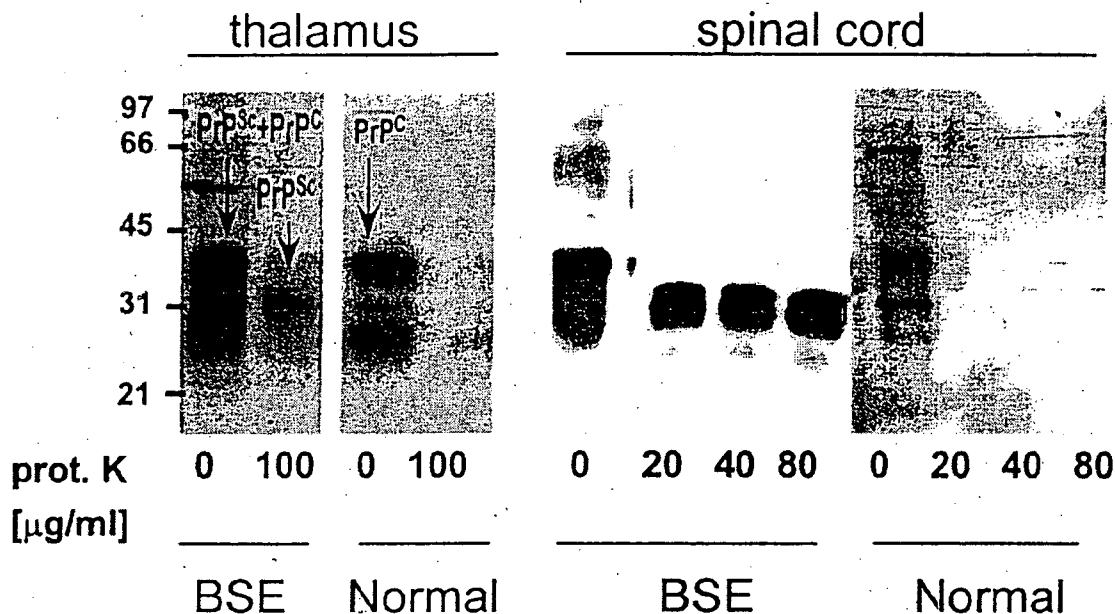 thalamus spinal cord
97
PrPSc+PrPC PrPC
66
PrPSc
45
31
21
prot. K 0 100 0 100 0 20 40 80 0 20 40 80
[µg/ml]
BSE Normal BSE Normal